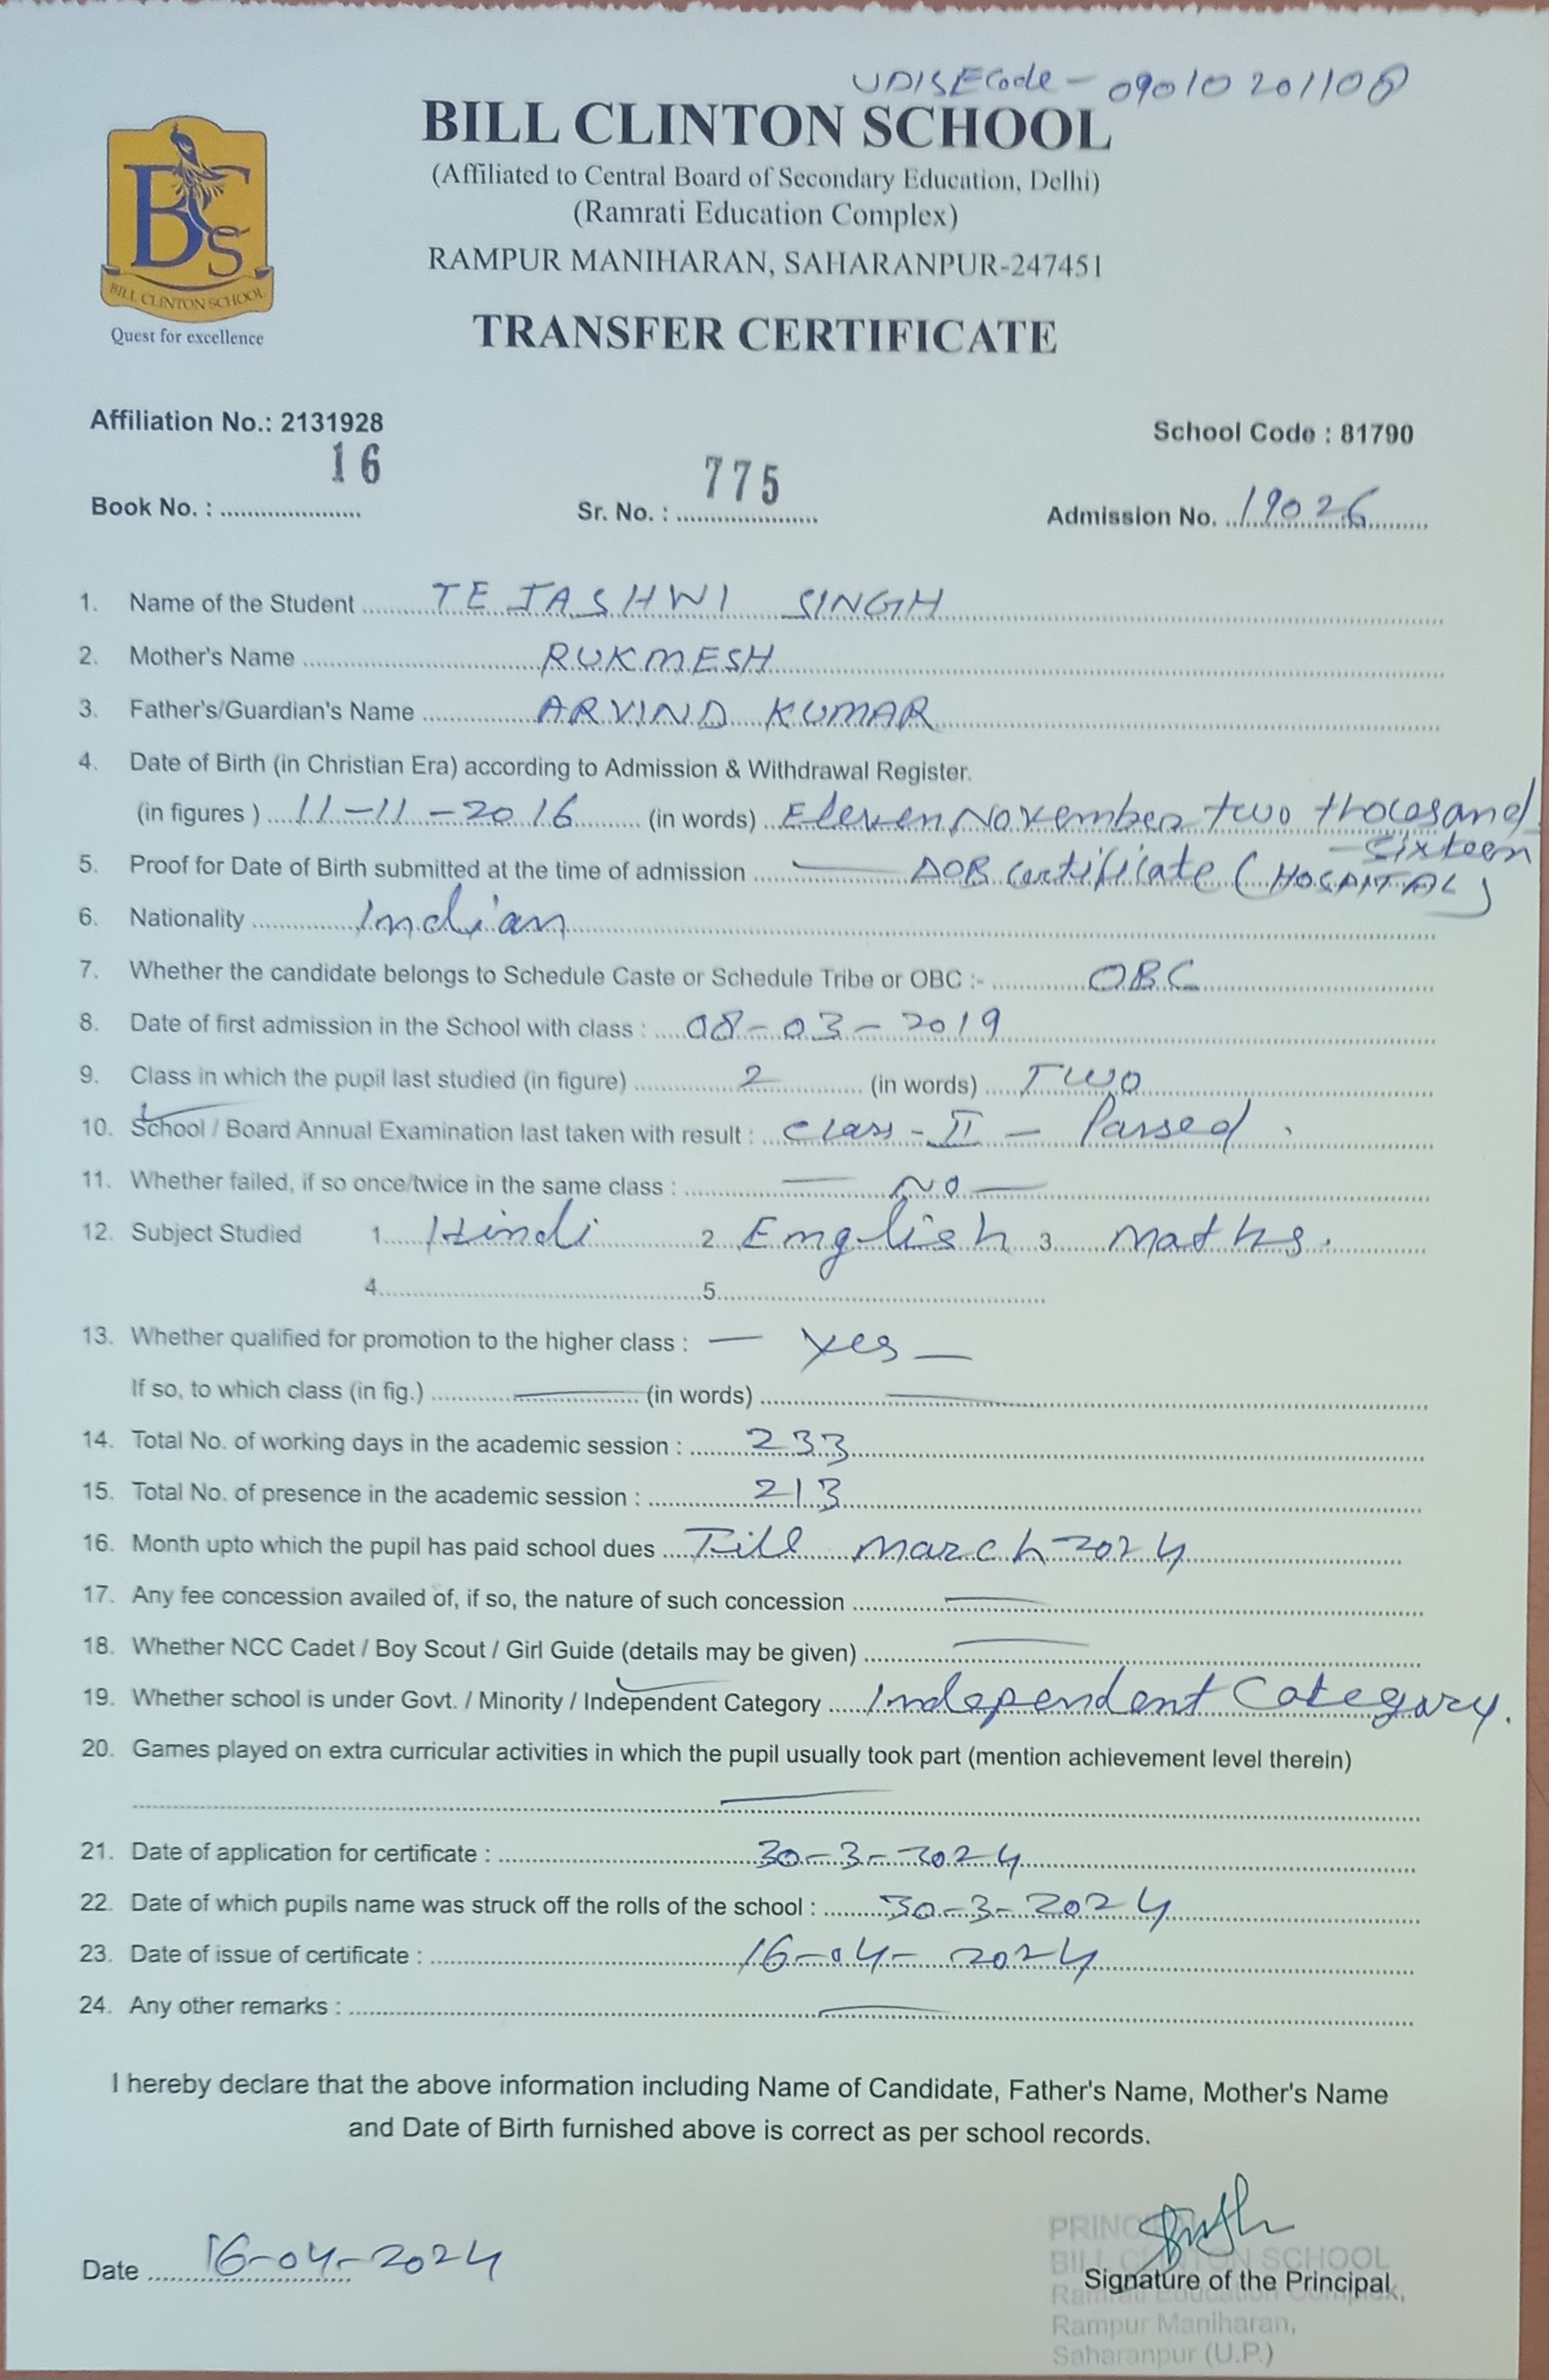 UDISE Code - 09010201108
BILL CLINTON SCHOOL
(Affiliated to Central Board of Secondary Education, Delhi)
(Ramrati Education Complex)
RAMPUR MANIHARAN, SAHARANPUR-247451
BCS
BILL CLINTON SCHOOL
Quest for excellence
TRANSFER CERTIFICATE
Affiliation No.: 2131928 School Code : 81790
Book No. : 16 Sr. No. : 775 Admission No. 19026
1. Name of the Student TEJASHWI SINGH
2. Mother's Name RUKMESH
3. Father's/Guardian's Name ARVIND KUMAR
4. Date of Birth (in Christian Era) according to Admission & Withdrawal Register.
(in figures ) 11-11-2016 (in words) Eleven November two thousand
- Sixteen
5. Proof for Date of Birth submitted at the time of admission — DOB certificate (HOSPITAL)
6. Nationality Indian
7. Whether the candidate belongs to Schedule Caste or Schedule Tribe or OBC :- OBC
8. Date of first admission in the School with class : 08-03-2019
9. Class in which the pupil last studied (in figure) 2 (in words) TWO
10. School / Board Annual Examination last taken with result : Class - II - Passed.
11. Whether failed, if so once/twice in the same class : — NO —
12. Subject Studied 1. Hindi 2. English 3. Maths.
4. 5.
13. Whether qualified for promotion to the higher class : — Yes —
If so, to which class (in fig.) — (in words) —
14. Total No. of working days in the academic session : 233
15. Total No. of presence in the academic session : 213
16. Month upto which the pupil has paid school dues Till March-2024
17. Any fee concession availed of, if so, the nature of such concession —
18. Whether NCC Cadet / Boy Scout / Girl Guide (details may be given) —
19. Whether school is under Govt. / Minority / Independent Category Independent Category.
20. Games played on extra curricular activities in which the pupil usually took part (mention achievement level therein)
—
21. Date of application for certificate : 30-3-2024
22. Date of which pupils name was struck off the rolls of the school : 30-3-2024
23. Date of issue of certificate : 16-04-2024
24. Any other remarks : —
I hereby declare that the above information including Name of Candidate, Father's Name, Mother's Name
and Date of Birth furnished above is correct as per school records.
Date 16-04-2024
PRINCIPAL
BILL CLINTON SCHOOL
Signature of the Principal
Ramrati Education Complex,
Rampur Maniharan,
Saharanpur (U.P.)